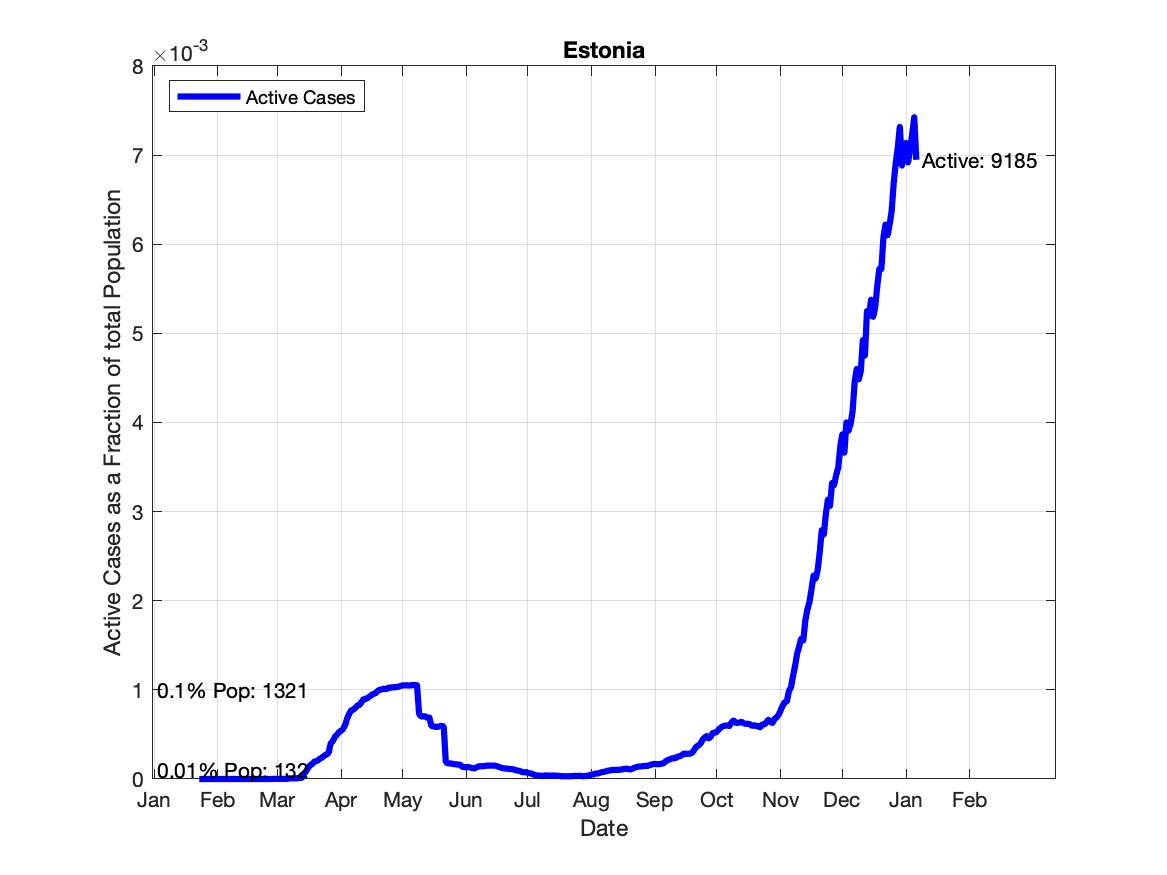 Estonia
×10-3
Active Cases
8
7
6
5
4
3
2
1
0
Active Cases as a Fraction of total Population
Active: 9185
0.1% Pop: 1321
0.01% Pop: 132
Jan Feb Mar Apr May Jun Jul Aug Sep Oct Nov Dec Jan Feb
Date